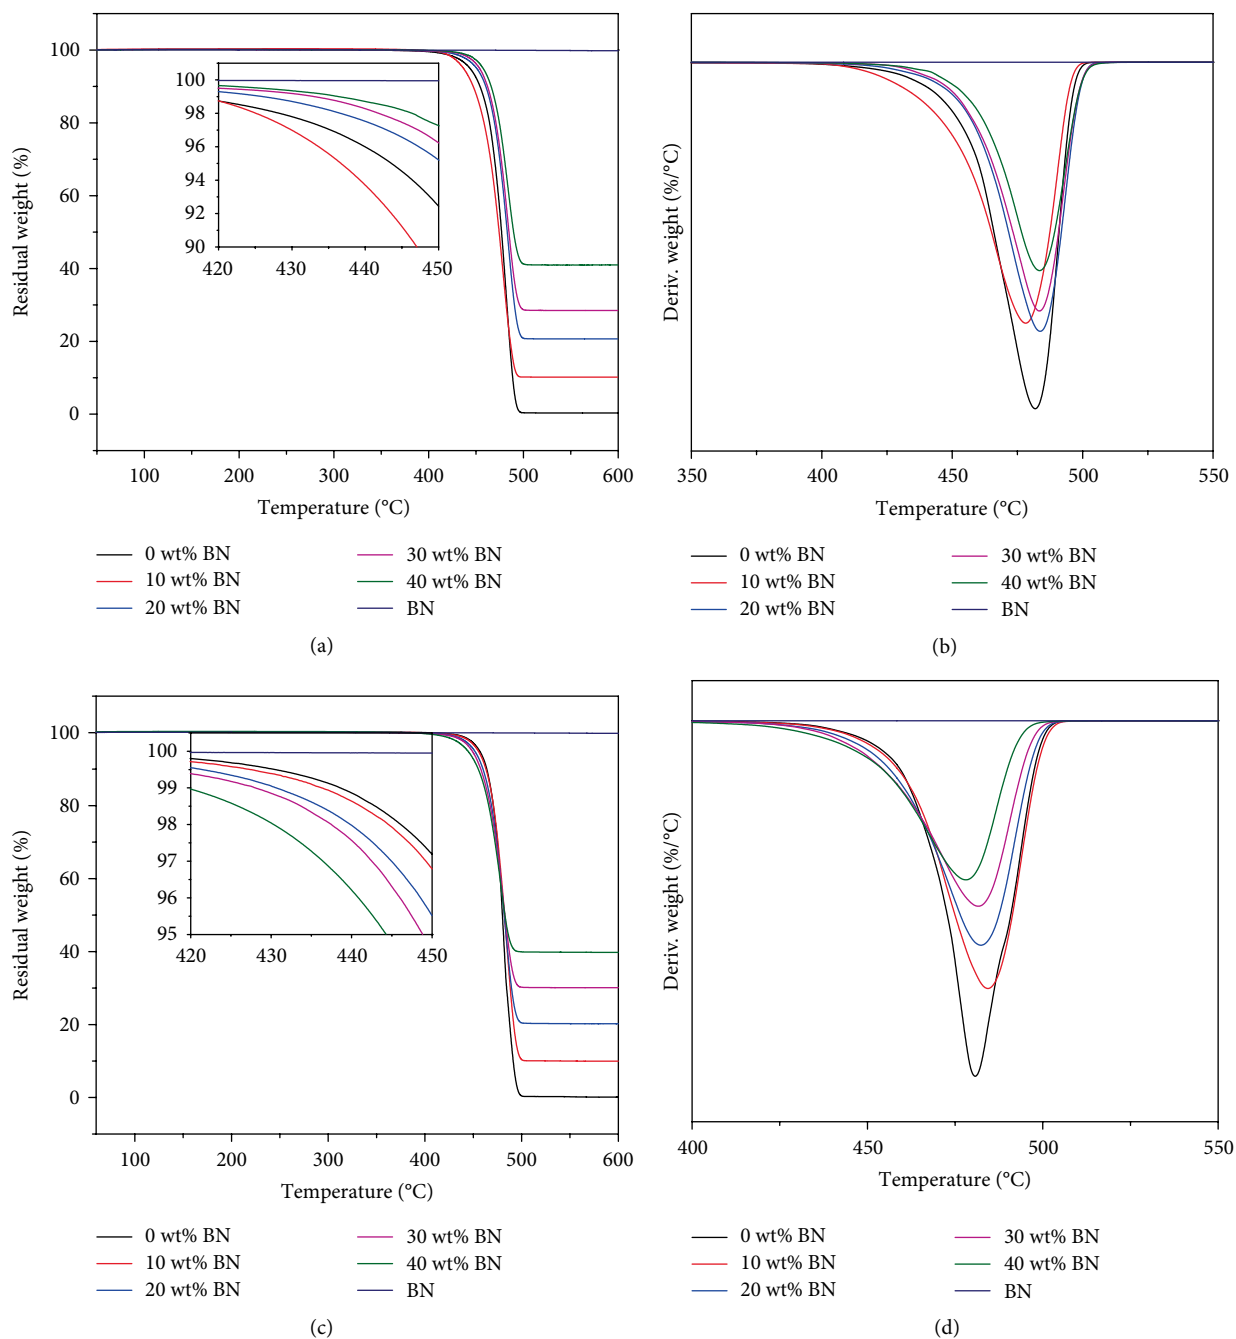 100
80
60
40
20
0
Residual weight (%)
100
98
96
94
92
90
420 430 440 450
100 200 300 400 500 600
Temperature (°C)
0 wt% BN
10 wt% BN
20 wt% BN
30 wt% BN
40 wt% BN
BN
(a)
Deriv. weight (%/°C)
350 400 450 500 550
Temperature (°C)
0 wt% BN
10 wt% BN
20 wt% BN
30 wt% BN
40 wt% BN
BN
(b)
100
80
60
40
20
0
Residual weight (%)
100
99
98
97
96
95
420 430 440 450
100 200 300 400 500 600
Temperature (°C)
0 wt% BN
10 wt% BN
20 wt% BN
30 wt% BN
40 wt% BN
BN
(c)
Deriv. weight (%/°C)
400 450 500 550
Temperature (°C)
0 wt% BN
10 wt% BN
20 wt% BN
30 wt% BN
40 wt% BN
BN
(d)